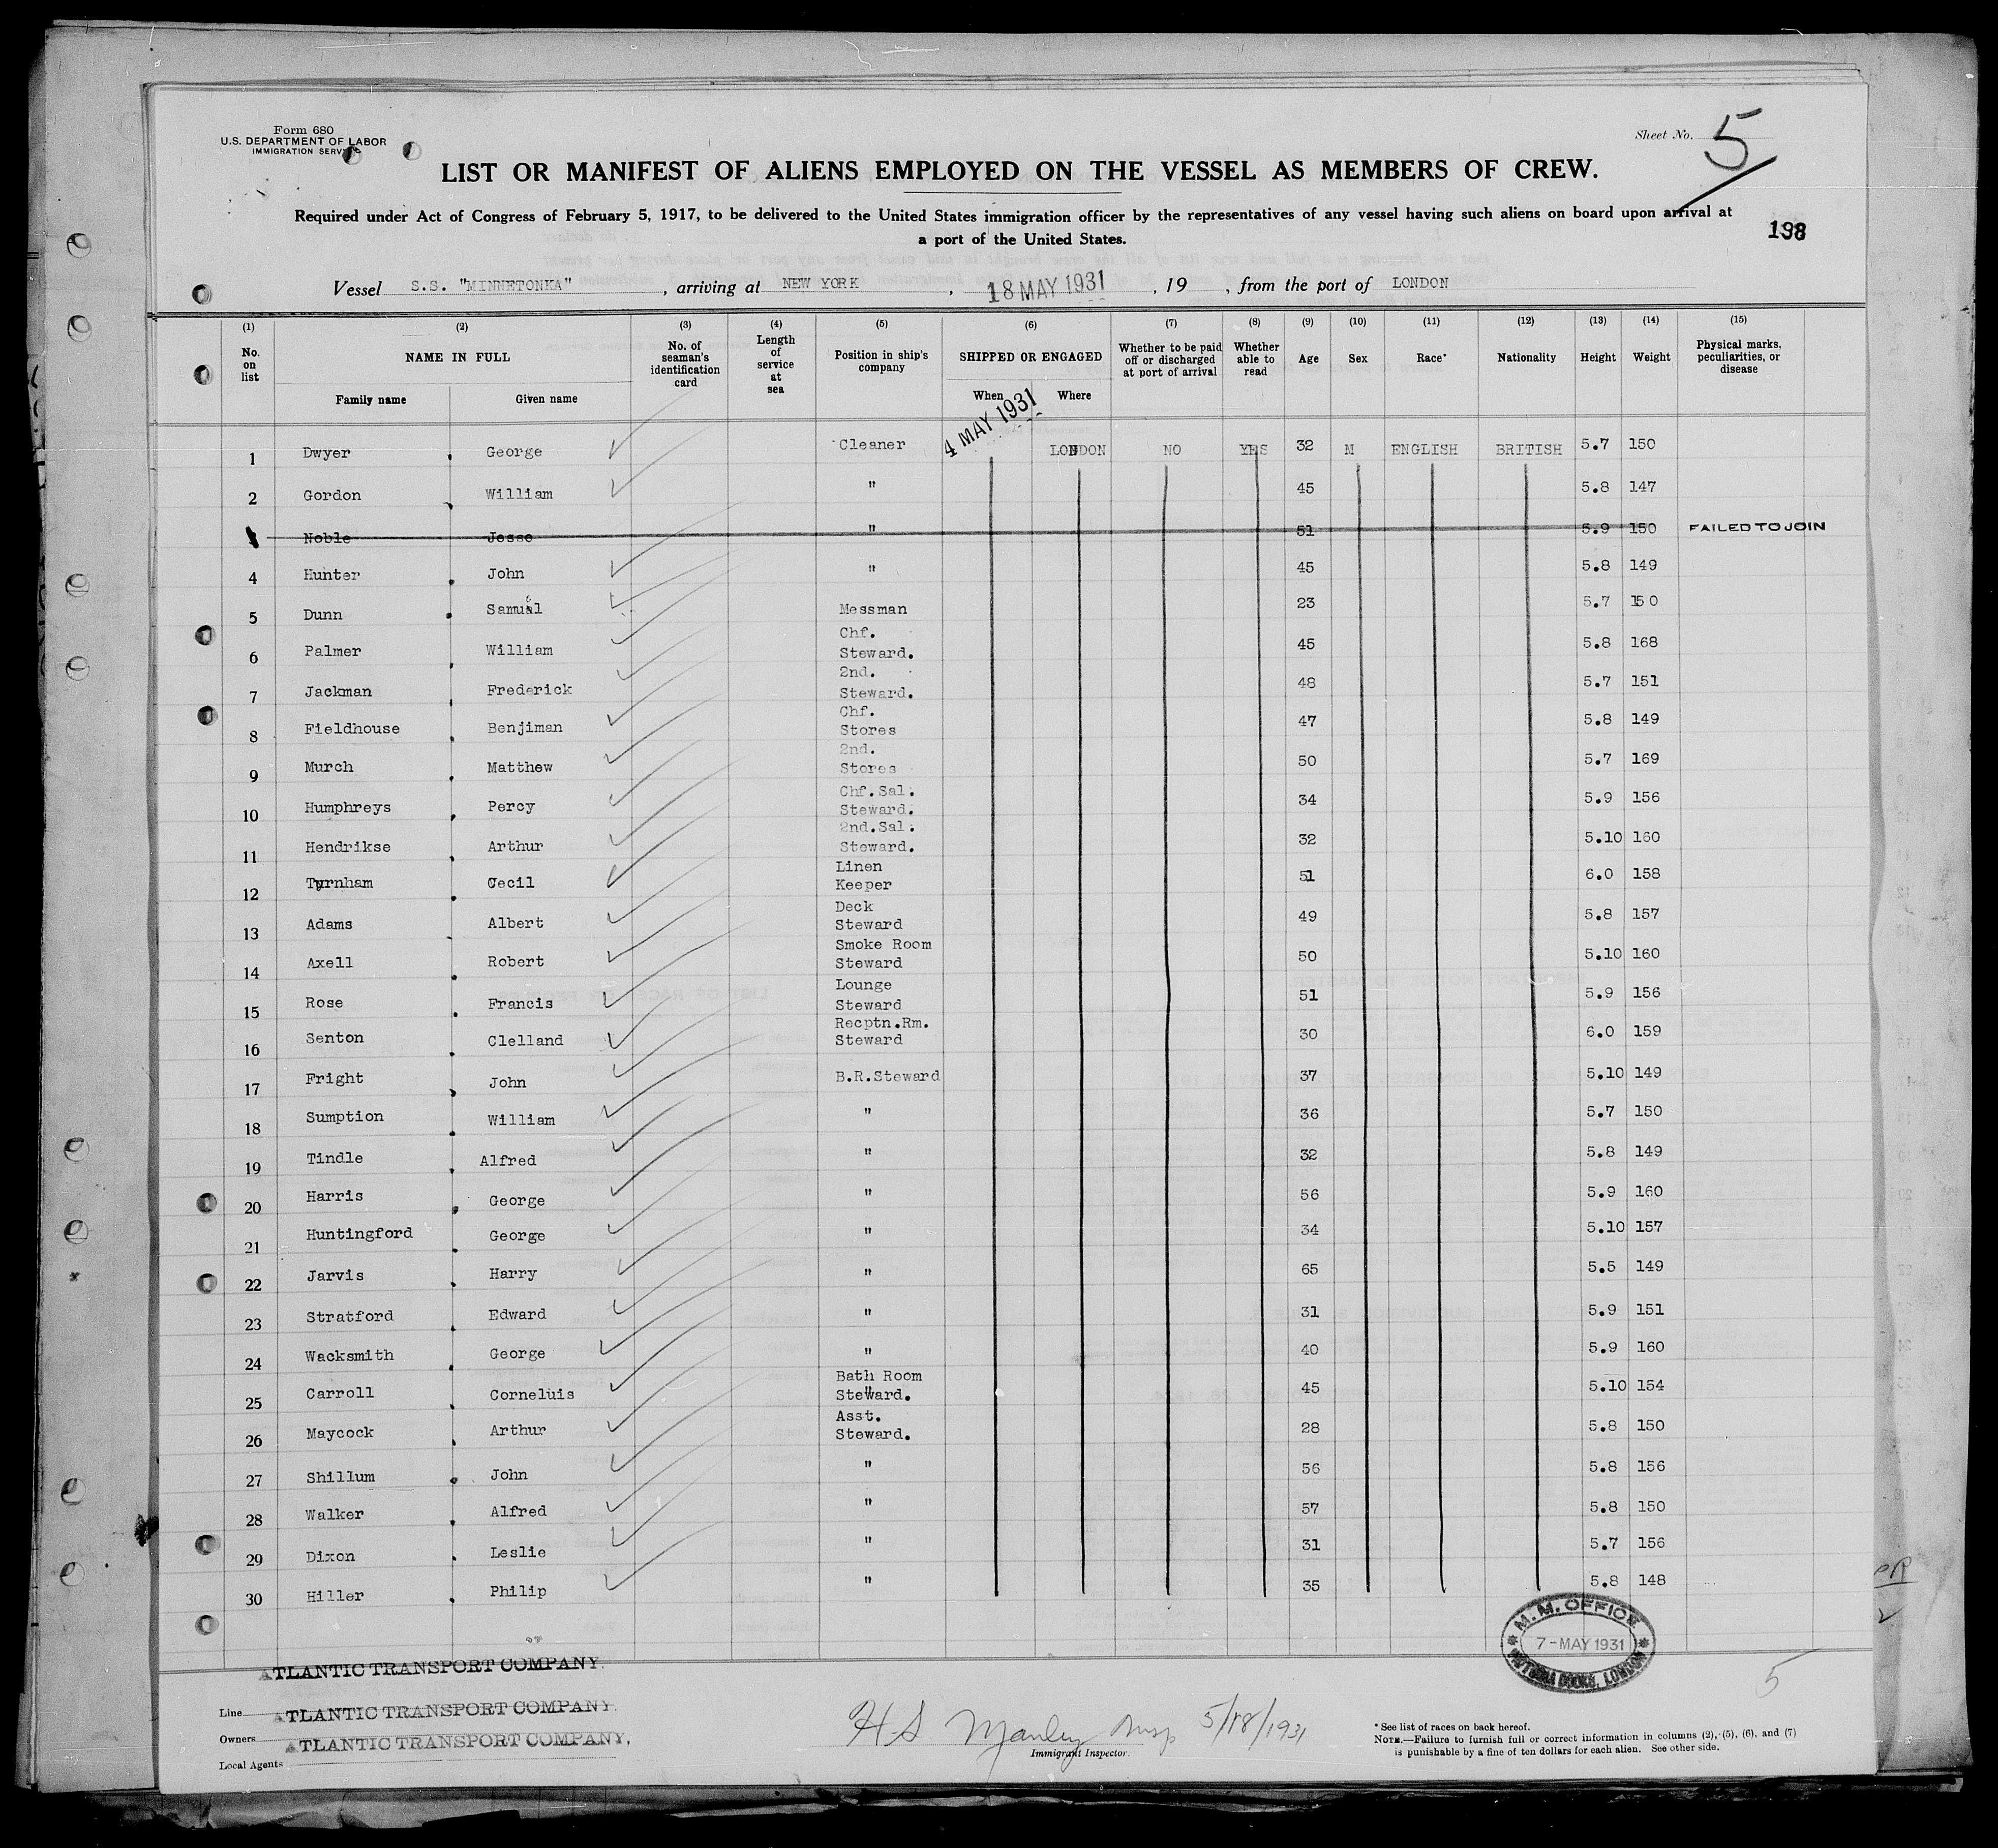 Form 680
U.S. DEPARTMENT OF LABOR
IMMIGRATION SERVICE
Sheet No. 5
LIST OR MANIFEST OF ALIENS EMPLOYED ON THE VESSEL AS MEMBERS OF CREW.
Required under Act of Congress of February 5, 1917, to be delivered to the United States immigration officer by the representatives of any vessel having such aliens on board upon arrival at
a port of the United States.
198
Vessel S.S. "MINNETONKA" , arriving at NEW YORK , 18 MAY 1931 , 19 , from the port of LONDON
(1) (2) (3) (4) (5) (6) (7) (8) (9) (10) (11) (12) (13) (14) (15)
No. on list NAME IN FULL No. of seaman's identification card Length of service at sea Position in ship's company SHIPPED OR ENGAGED Whether to be paid off or discharged at port of arrival Whether able to read Age Sex Race* Nationality Height Weight Physical marks, peculiarities, or disease
Family name Given name When Where
4 MAY 1931
1 Dwyer , George Cleaner LONDON NO YES 32 M ENGLISH BRITISH 5.7 150
2 Gordon , William " 45 5.8 147
3 Noble Jesse " 51 5.9 150 FAILED TO JOIN
4 Hunter , John " 45 5.8 149
5 Dunn , Samuel Messman 23 5.7 150
6 Palmer , William Chf. Steward. 45 5.8 168
7 Jackman , Frederick 2nd. Steward. 48 5.7 151
8 Fieldhouse , Benjiman Chf. Stores 47 5.8 149
9 Murch , Matthew 2nd. Stores 50 5.7 169
10 Humphreys , Percy Chf.Sal. Steward. 34 5.9 156
11 Hendrikse , Arthur 2nd.Sal. Steward. 32 5.10 160
12 Tyrnham , Cecil Linen Keeper 51 6.0 158
13 Adams , Albert Deck Steward 49 5.8 157
14 Axell , Robert Smoke Room Steward 50 5.10 160
15 Rose , Francis Lounge Steward 51 5.9 156
16 Senton , Clelland Recptn.Rm. Steward 30 6.0 159
17 Fright , John B.R.Steward 37 5.10 149
18 Sumption , William " 36 5.7 150
19 Tindle , Alfred " 32 5.8 149
20 Harris , George " 56 5.9 160
21 Huntingford , George " 34 5.10 157
22 Jarvis , Harry " 65 5.5 149
23 Stratford , Edward " 31 5.9 151
24 Wacksmith , George " 40 5.9 160
25 Carroll , Corneluis Bath Room Steward. 45 5.10 154
26 Maycock , Arthur Asst. Steward. 28 5.8 150
27 Shillum , John " 56 5.8 156
28 Walker , Alfred " 57 5.8 150
29 Dixon , Leslie " 31 5.7 156
30 Hiller , Philip " 35 5.8 148
M.M. OFFICE
7-MAY 1931
VICTORIA DOCKS, LONDON
ATLANTIC TRANSPORT COMPANY.
Line ATLANTIC TRANSPORT COMPANY.
Owners ATLANTIC TRANSPORT COMPANY.
Local Agents
HS Manley Insp 5/18/1931
Immigrant Inspector.
5
* See list of races on back hereof.
NOTE.—Failure to furnish full or correct information in columns (2), (5), (6), and (7)
is punishable by a fine of ten dollars for each alien. See other side.